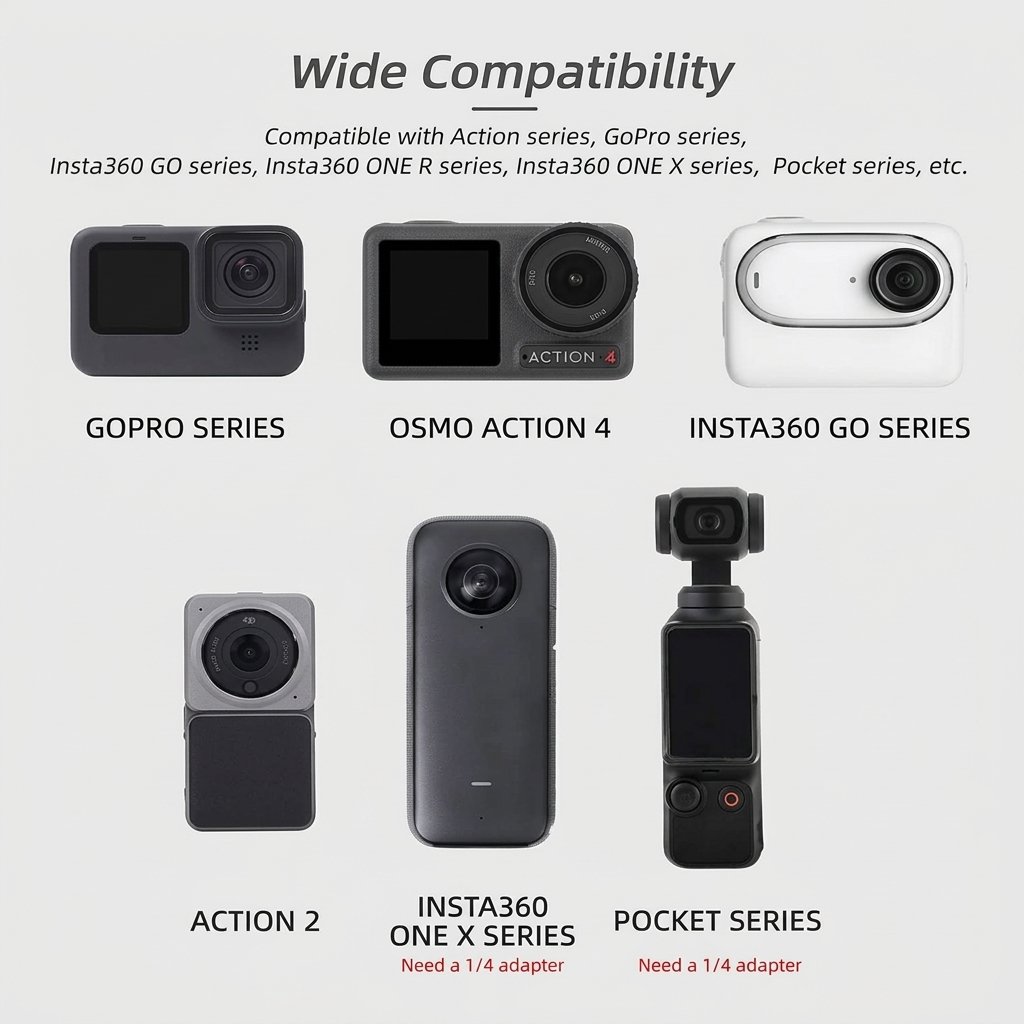 Wide Compatibility
Compatible with Action series, GoPro series,
Insta360 GO series, Insta360 ONE R series, Insta360 ONE X series, Pocket series, etc.
ACTION 4
GOPRO SERIES
OSMO ACTION 4
INSTA360 GO SERIES
ACTION 2
INSTA360
ONE X SERIES
Need a 1/4 adapter
POCKET SERIES
Need a 1/4 adapter